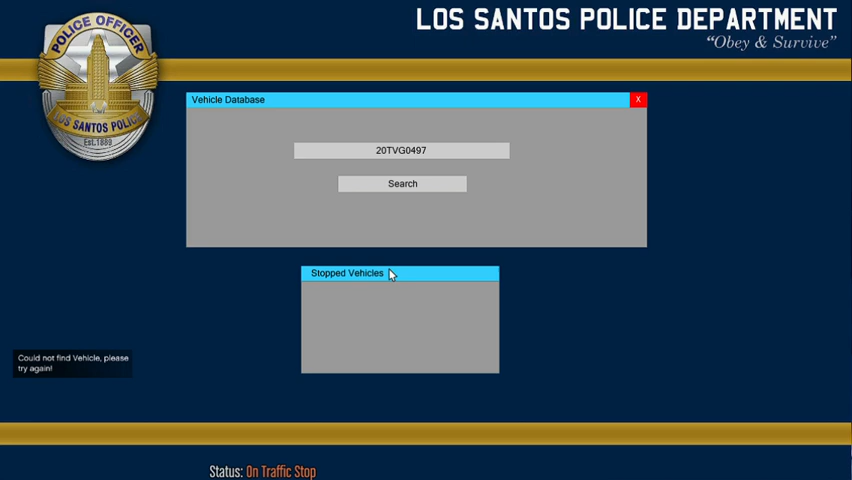 LOS SANTOS POLICE DEPARTMENT
“Obey & Survive”
POLICE OFFICER
LOS SANTOS POLICE
Est.1889
Vehicle Database
X
20TVG0497
Search
Stopped Vehicles
Could not find Vehicle, please
try again!
Status: On Traffic Stop